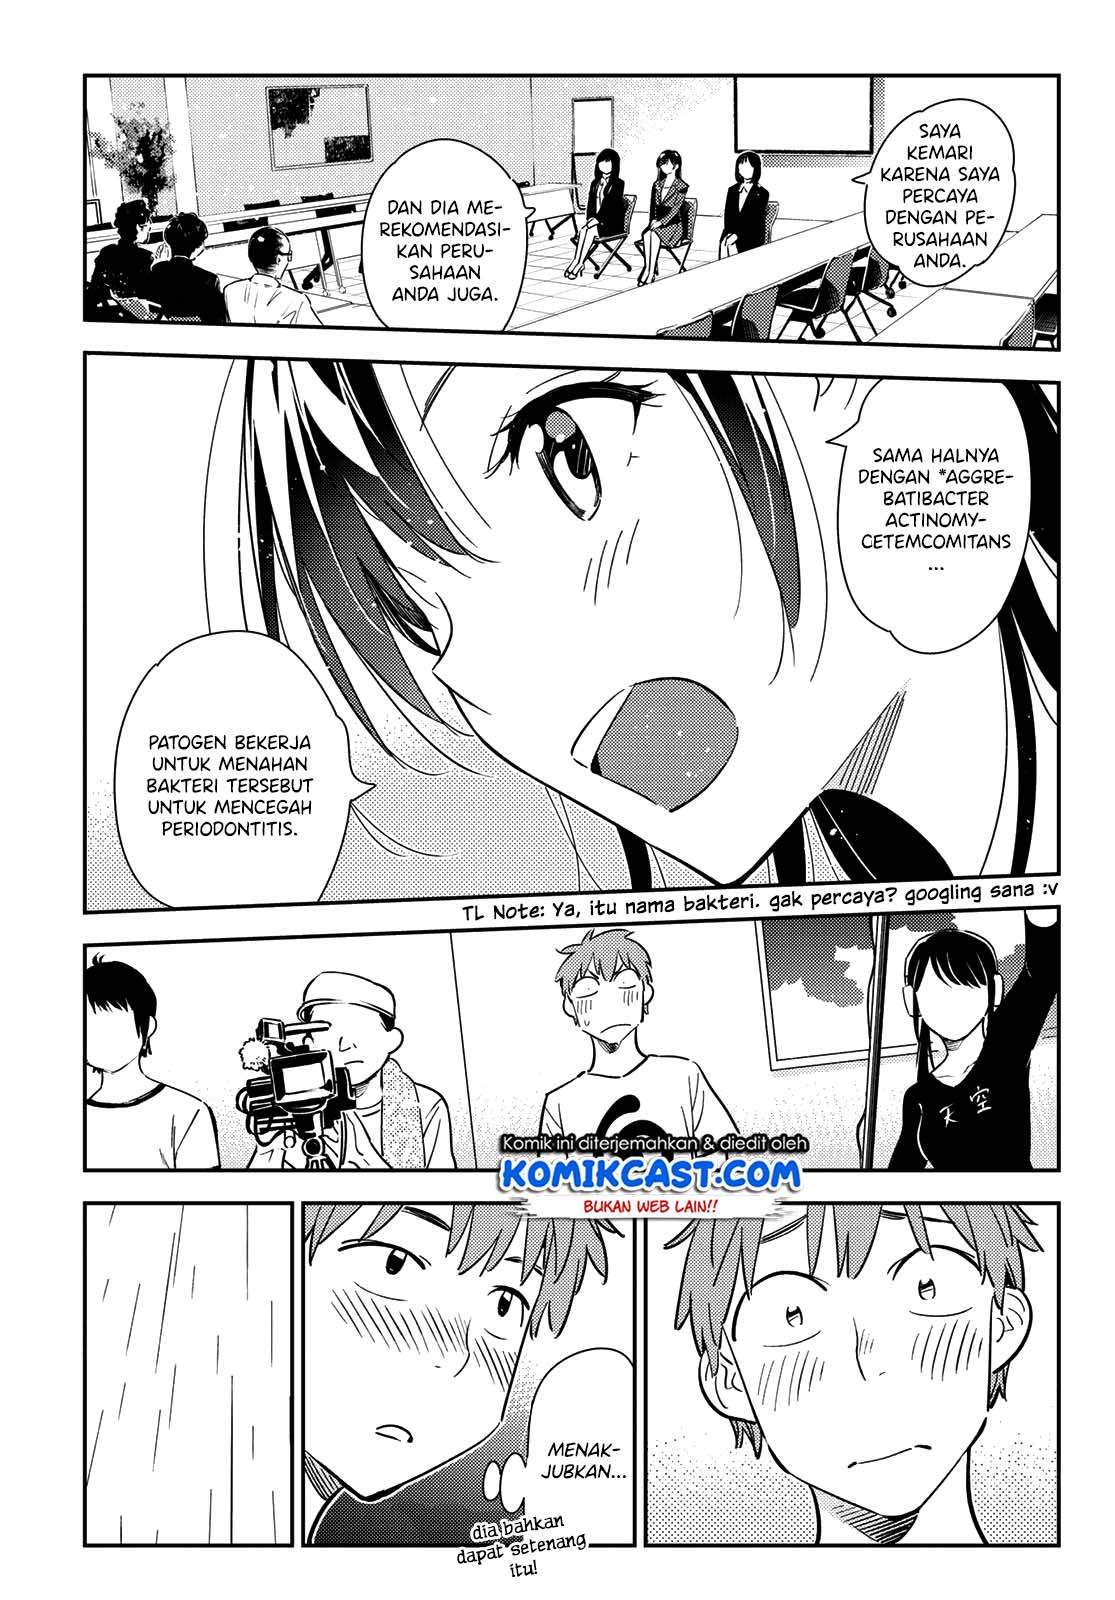 SAYA
KEMARI
KARENA SAYA
PERCAYA
DENGAN PE-
RUSAHAAN
ANDA.
DAN DIA ME-
REKOMENDASI-
KAN PERU-
SAHAAN
ANDA JUGA.
SAMA HALNYA
DENGAN *AGGRE-
BATIBACTER
ACTINOMY-
CETEMCOMITANS
...
PATOGEN BEKERJA
UNTUK MENAHAN
BAKTERI TERSEBUT
UNTUK MENCEGAH
PERIODONTITIS.
TL Note: Ya, itu nama bakteri. gak percaya? googling sana :v
天空
Komik ini diterjemahkan & diedit oleh
KOMIKCAST.COM
BUKAN WEB LAIN!!
MENAK-
JUBKAN...
dia bahkan
dapat setenang
itu!